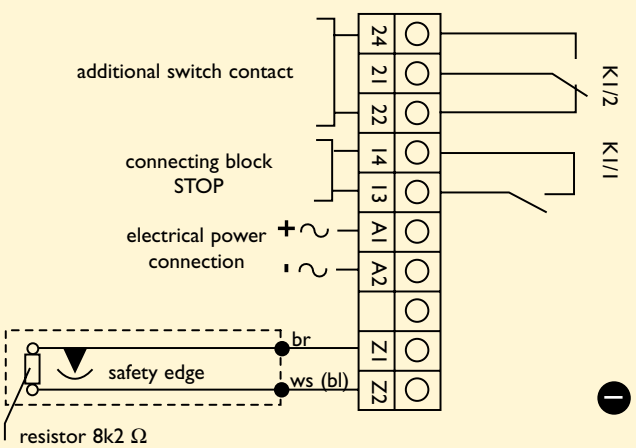 24
21
additional switch contact
22
K1/2
14
connecting block
STOP
13
K1/1
A1
electrical power
connection
+
-
A2
br
Z1
safety edge
ws (bl)
Z2
resistor 8k2 Ω